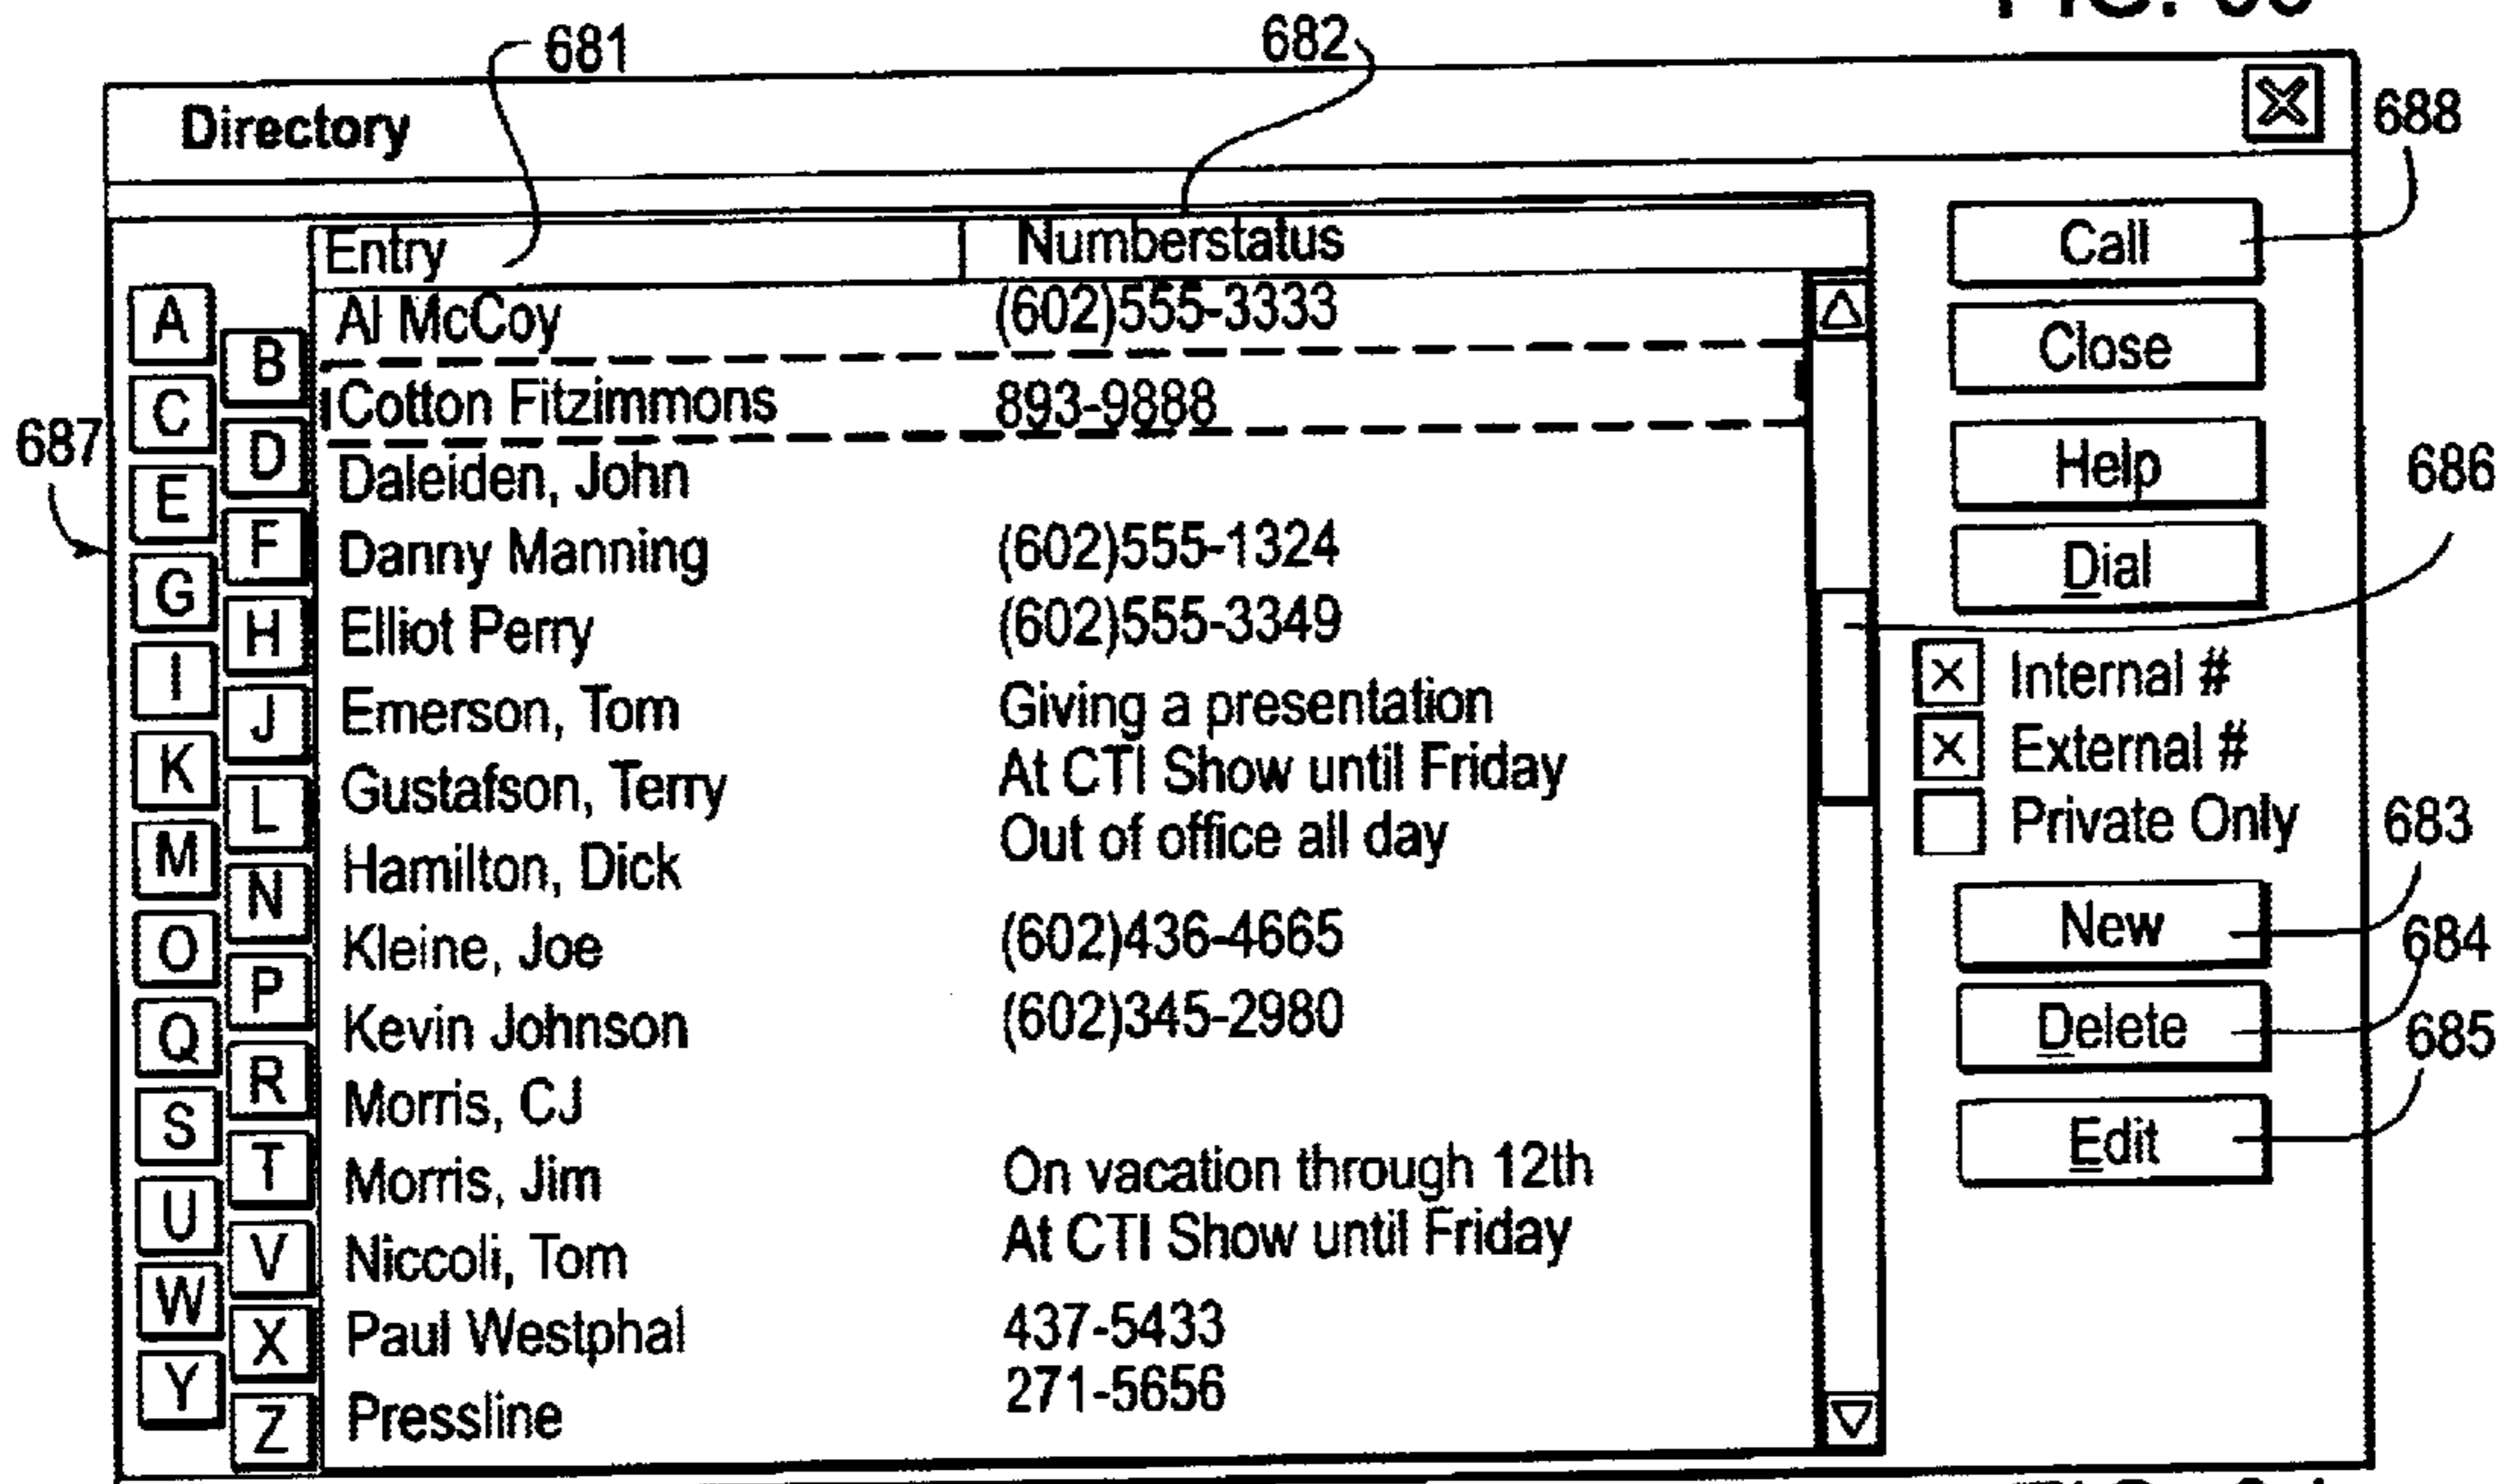 681
682
Directory
688
Entry Numberstatus
Call
Al McCoy (602)555-3333
Close
Cotton Fitzimmons 893-9888
687
Help
686
Daleiden, John
Danny Manning (602)555-1324
Dial
Elliot Perry (602)555-3349
Internal #
Emerson, Tom Giving a presentation
External #
Gustafson, Terry At CTI Show until Friday
Private Only
683
Hamilton, Dick Out of office all day
New
684
Kleine, Joe (602)436-4665
Delete
685
Kevin Johnson (602)345-2980
Morris, CJ
Edit
Morris, Jim On vacation through 12th
Niccoli, Tom At CTI Show until Friday
Paul Westphal 437-5433
Pressline 271-5656
A
B
C
D
E
F
G
H
I
J
K
L
M
N
O
P
Q
R
S
T
U
V
W
X
Y
Z